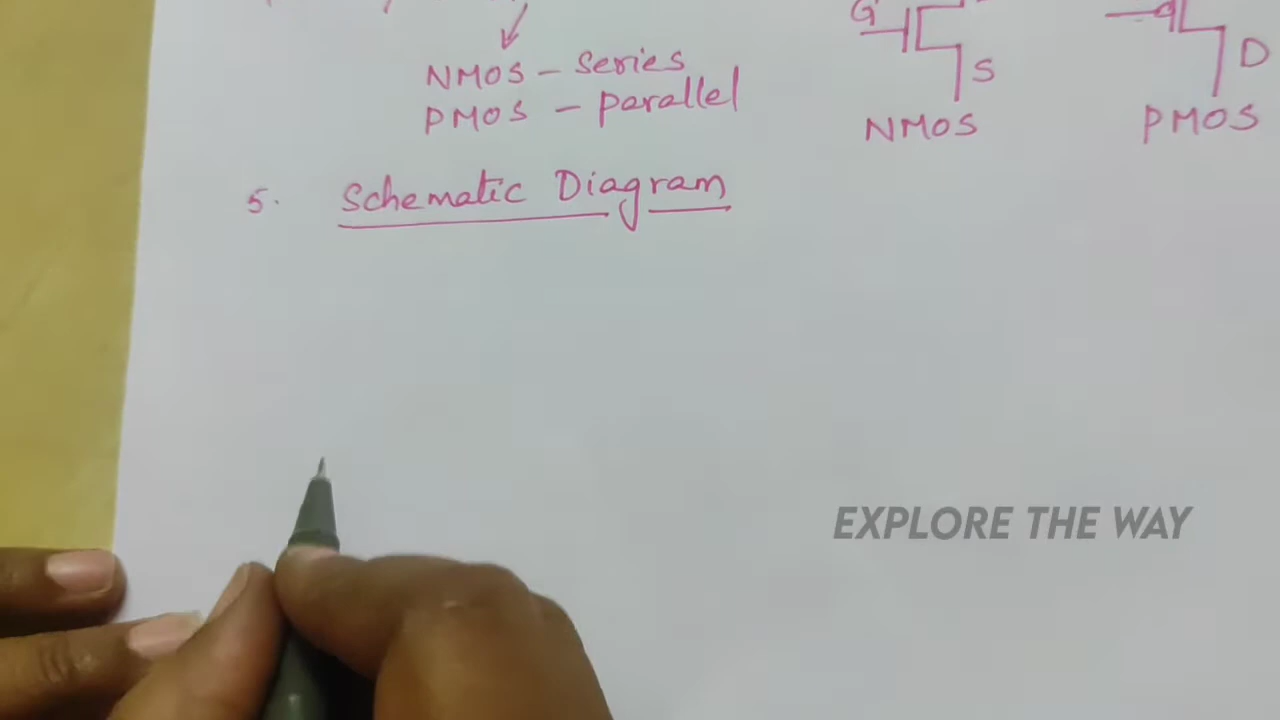 G
NMOS - series
S
D
PMOS - parallel
NMOS
PMOS
5. Schematic Diagram
EXPLORE THE WAY